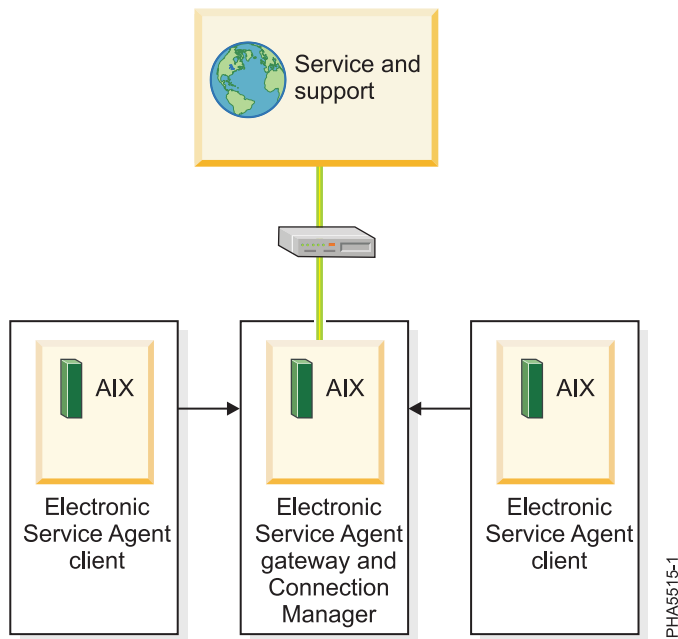 Service and
support
AIX
AIX
AIX
Electronic
Service Agent
client
Electronic
Service Agent
gateway and
Connection
Manager
Electronic
Service Agent
client
PHA5515-1